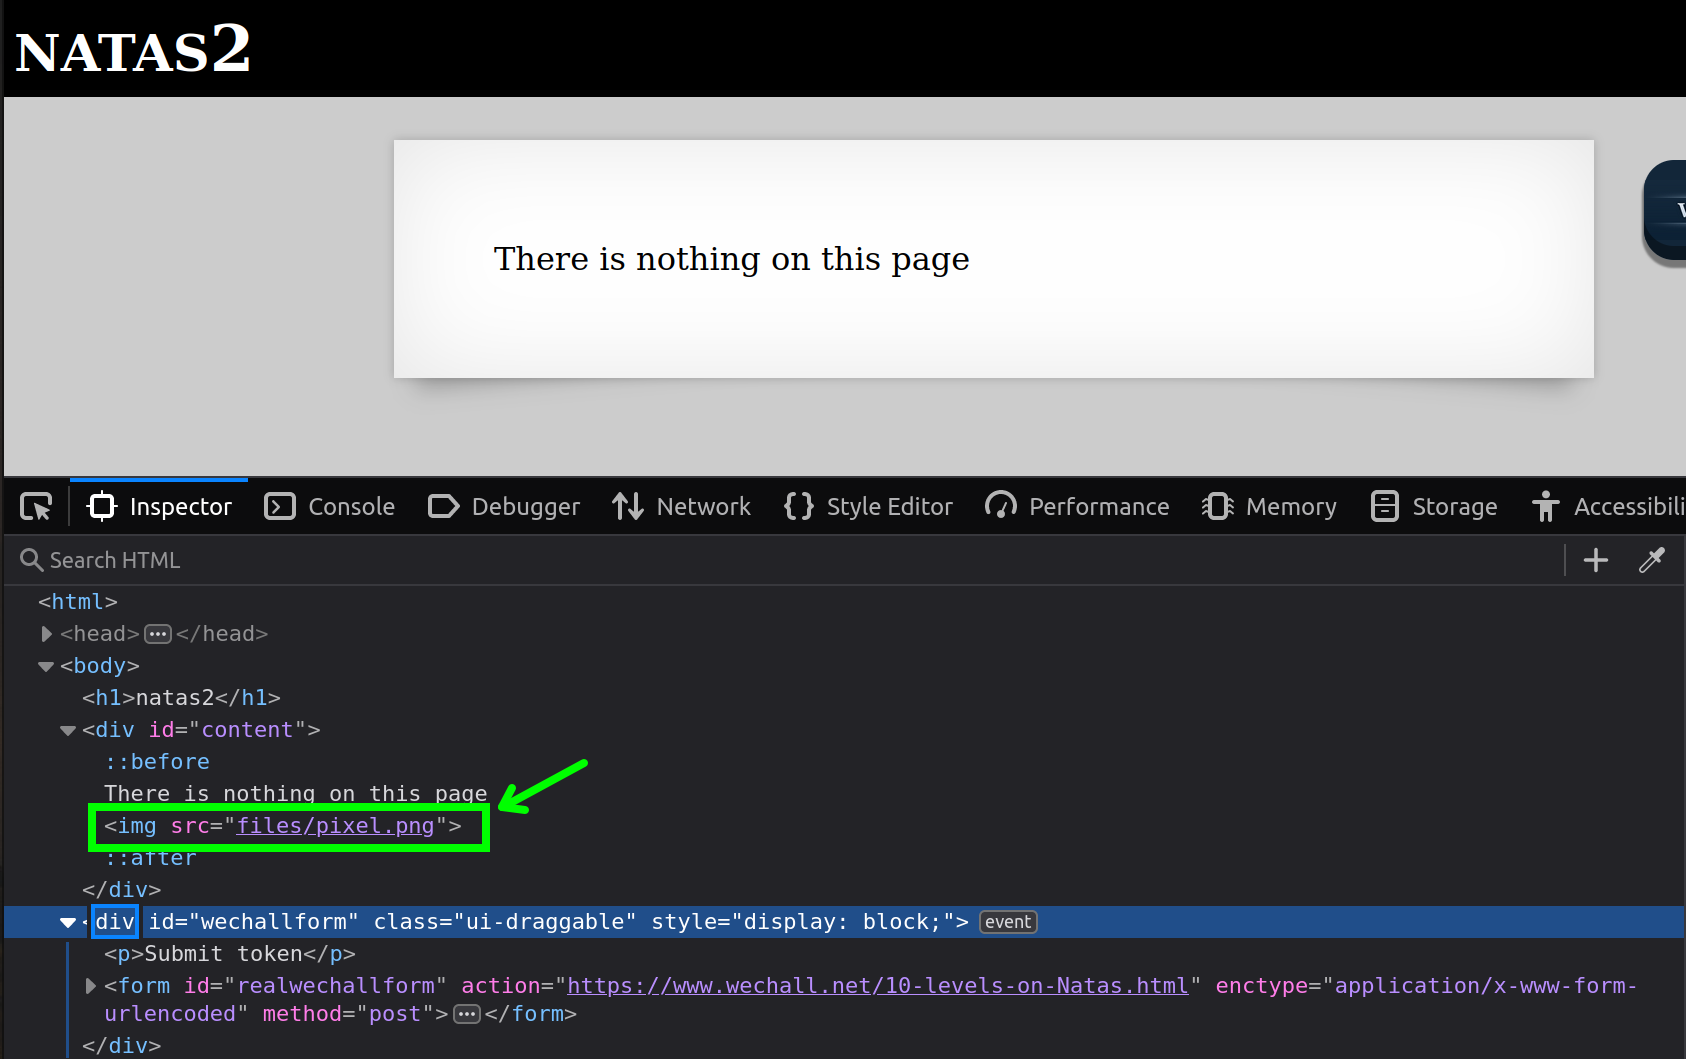 NATAS2
There is nothing on this page
Inspector Console Debugger Network Style Editor Performance Memory Storage Accessibili
Search HTML
<html>
<head></head>
<body>
<h1>natas2</h1>
<div id="content">
::before
There is nothing on this page
<img src="files/pixel.png">
::after
</div>
<div id="wechallform" class="ui-draggable" style="display: block;"> event
<p>Submit token</p>
<form id="realwechallform" action="https://www.wechall.net/10-levels-on-Natas.html" enctype="application/x-www-form-
urlencoded" method="post"></form>
</div>